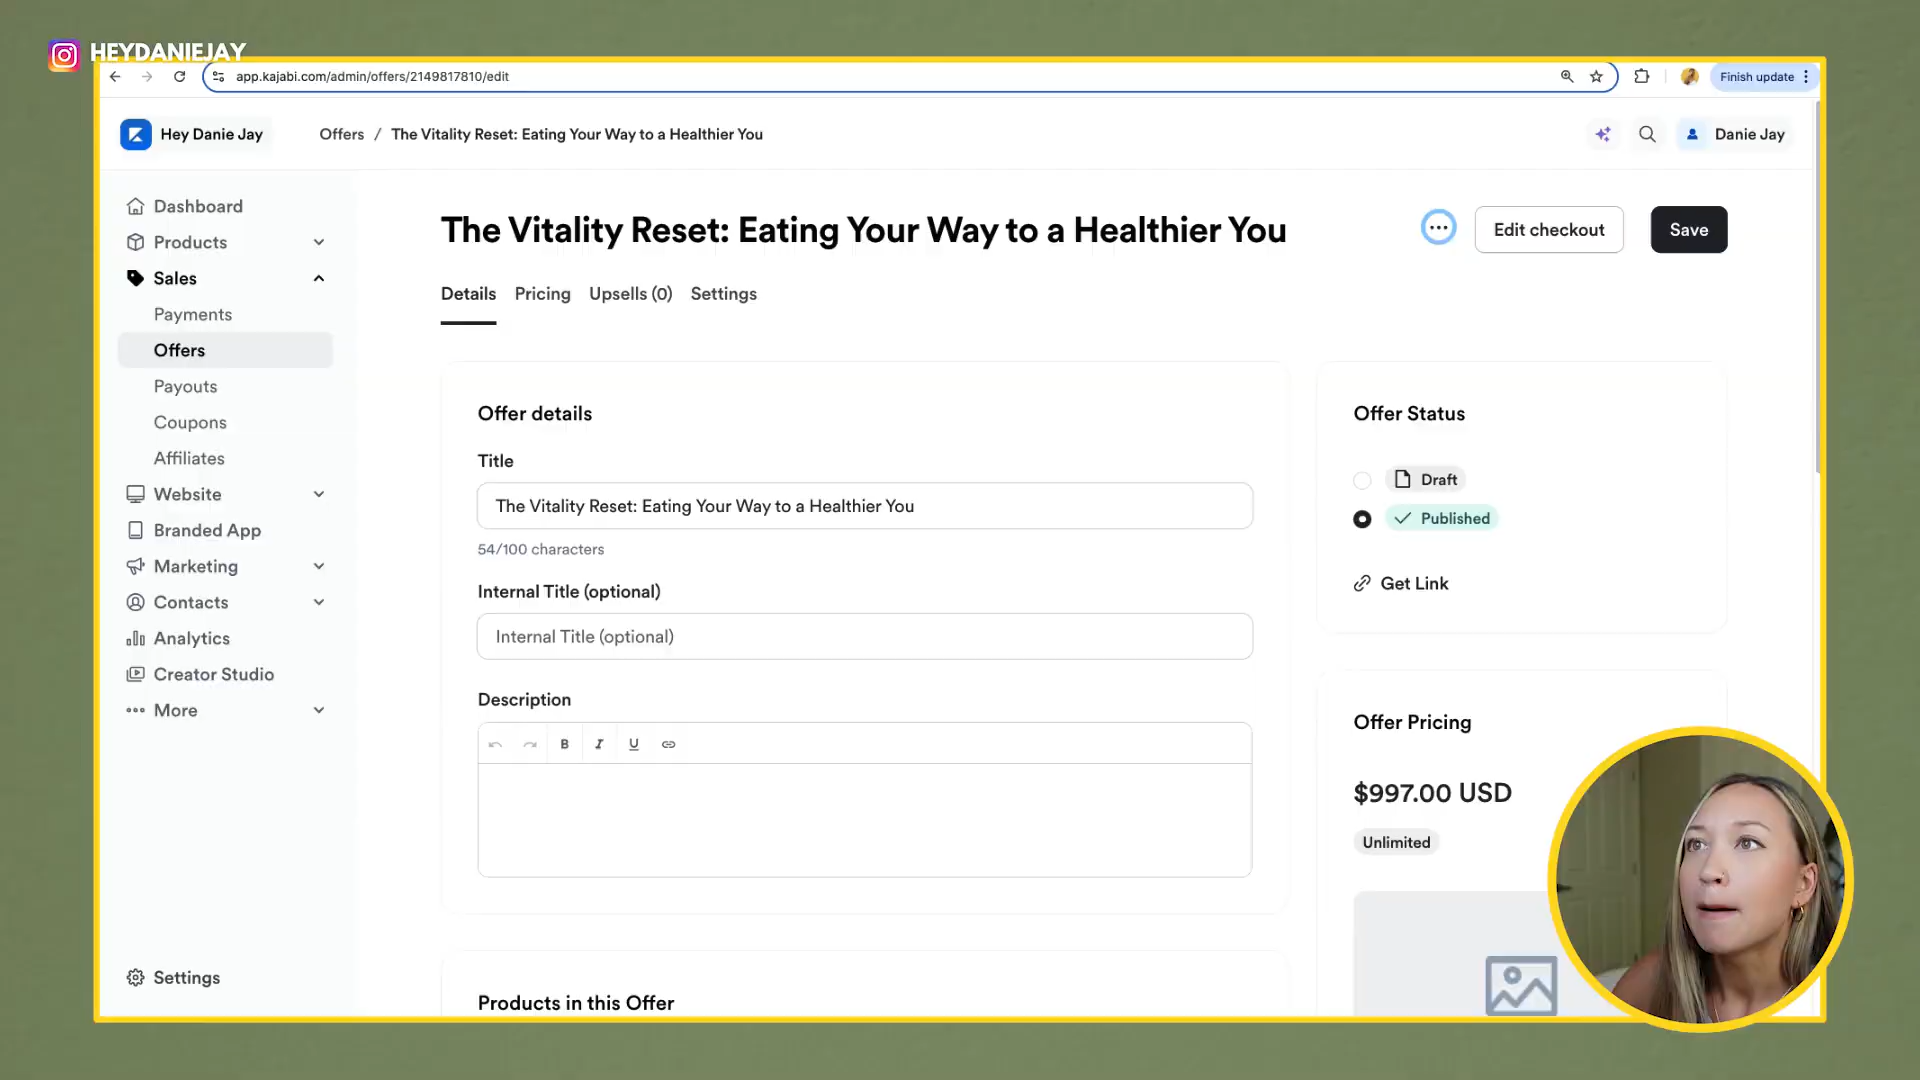 HEYDANIEJAY
app.kajabi.com/admin/offers/2149817810/edit
Finish update
Hey Danie Jay
Offers / The Vitality Reset: Eating Your Way to a Healthier You
Danie Jay
Dashboard
Products
Sales
Payments
Offers
Payouts
Coupons
Affiliates
Website
Branded App
Marketing
Contacts
Analytics
Creator Studio
More
Settings
The Vitality Reset: Eating Your Way to a Healthier You
Edit checkout
Save
Details Pricing Upsells (0) Settings
Offer details
Title
The Vitality Reset: Eating Your Way to a Healthier You
54/100 characters
Internal Title (optional)
Internal Title (optional)
Description
B I U
Products in this Offer
Offer Status
Draft
Published
Get Link
Offer Pricing
$997.00 USD
Unlimited